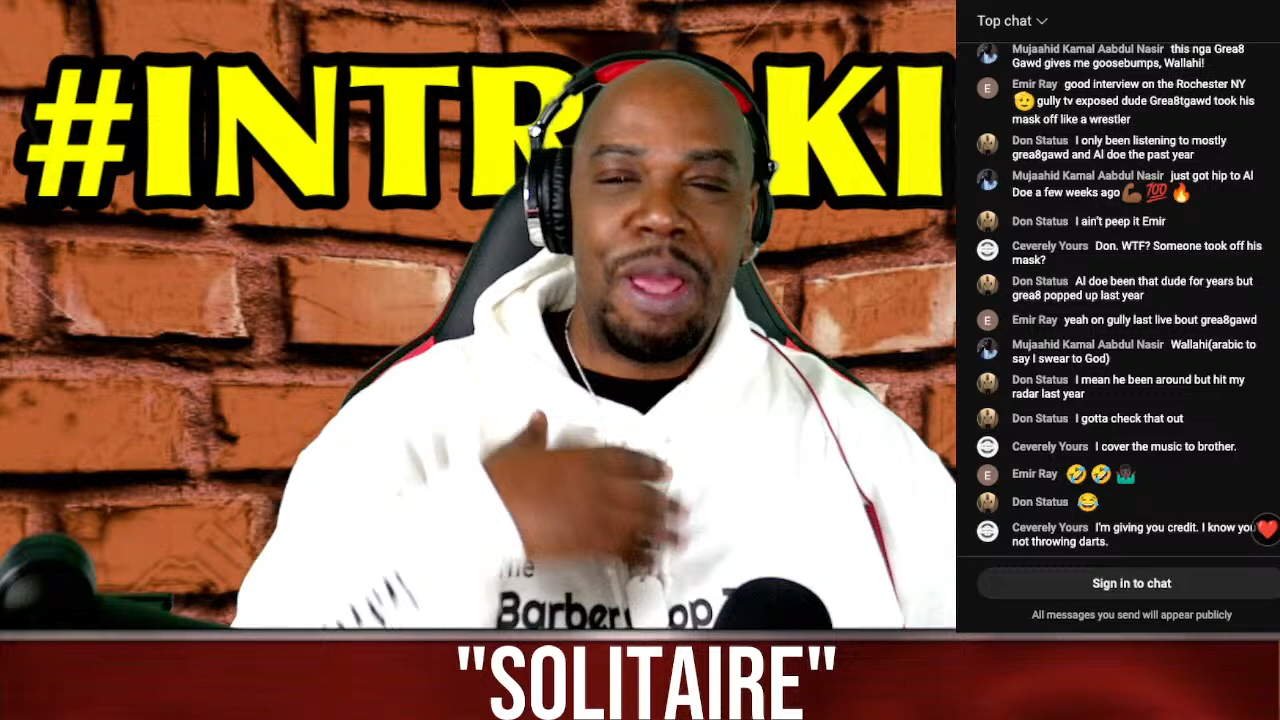 #INTR KI
The
Barber op
"SOLITAIRE"
Top chat
Mujaahid Kamal Aabdul Nasir this nga Grea8
Gawd gives me goosebumps, Wallahi!
E
Emir Ray good interview on the Rochester NY
gully tv exposed dude Grea8tgawd took his
mask off like a wrestler
Don Status I only been listening to mostly
grea8gawd and Al doe the past year
Mujaahid Kamal Aabdul Nasir just got hip to Al
Doe a few weeks ago 💪🏾 💯 🔥
Don Status I ain't peep it Emir
Ceverely Yours Don. WTF? Someone took off his
mask?
Don Status Al doe been that dude for years but
grea8 popped up last year
E
Emir Ray yeah on gully last live bout grea8gawd
Mujaahid Kamal Aabdul Nasir Wallahi(arabic to
say I swear to God)
Don Status I mean he been around but hit my
radar last year
Don Status I gotta check that out
Ceverely Yours I cover the music to brother.
E
Emir Ray 🤣 🤣 🤷🏿‍♂️
Don Status 😂
Ceverely Yours I'm giving you credit. I know you
not throwing darts.
Sign in to chat
All messages you send will appear publicly